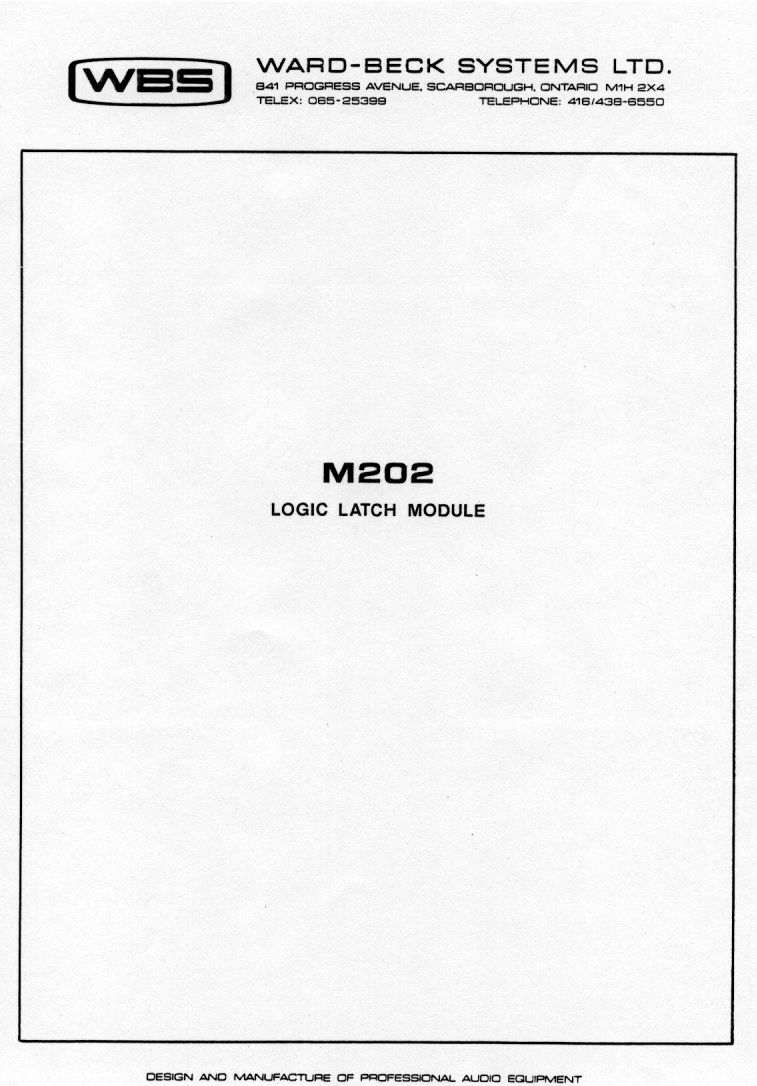 WBS
WARD-BECK SYSTEMS LTD.
841 PROGRESS AVENUE, SCARBOROUGH, ONTARIO M1H 2X4
TELEX: 065-25399 TELEPHONE: 416/438-6550
M202
LOGIC LATCH MODULE
DESIGN AND MANUFACTURE OF PROFESSIONAL AUDIO EQUIPMENT